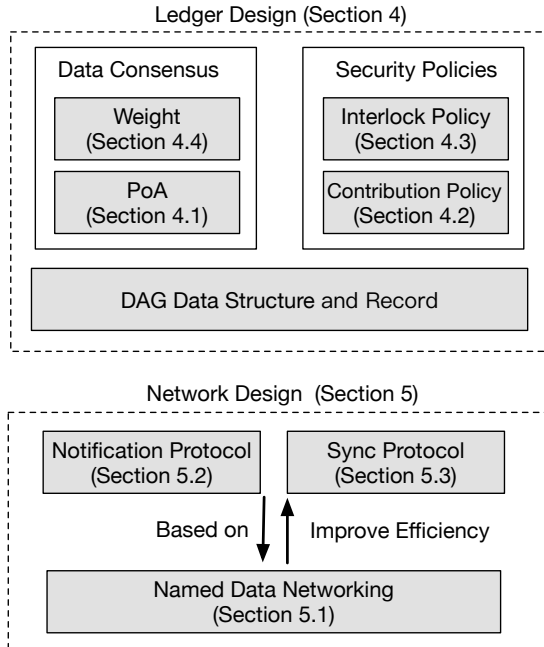 Ledger Design (Section 4)
Data Consensus
Weight
(Section 4.4)
PoA
(Section 4.1)
Security Policies
Interlock Policy
(Section 4.3)
Contribution Policy
(Section 4.2)
DAG Data Structure and Record
Network Design (Section 5)
Notification Protocol
(Section 5.2)
Sync Protocol
(Section 5.3)
Based on
Improve Efficiency
Named Data Networking
(Section 5.1)